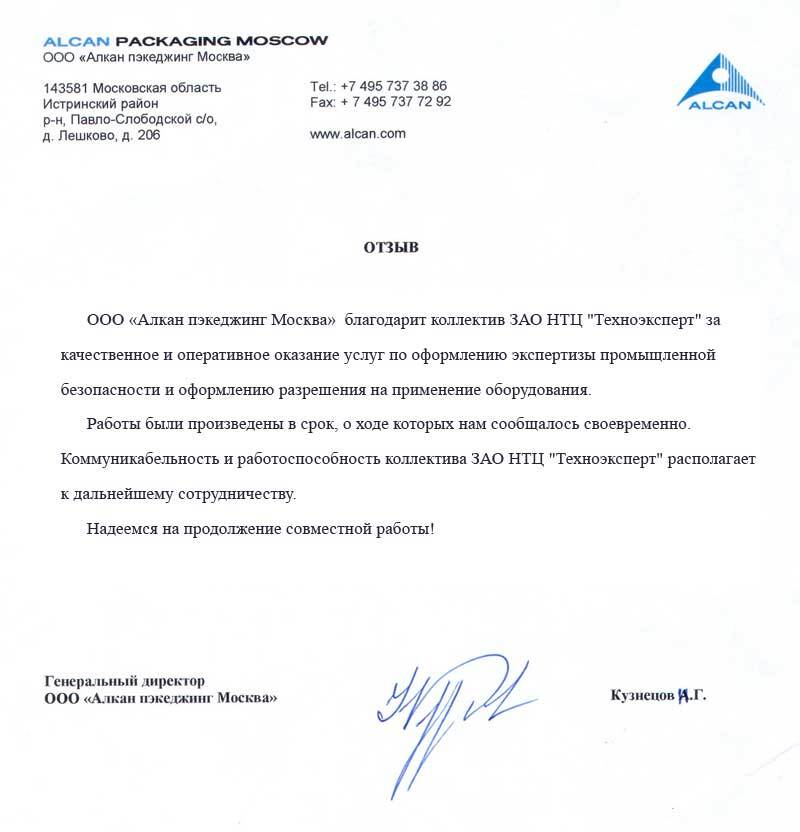 ALCAN PACKAGING MOSCOW
ООО «Алкан пэкеджинг Москва»
143581 Московская область
Истринский район
р-н, Павло-Слободской с/о,
д. Лешково, д. 206
Tel.: +7 495 737 38 86
Fax: + 7 495 737 72 92
www.alcan.com
ALCAN
ОТЗЫВ
ООО «Алкан пэкеджинг Москва» благодарит коллектив ЗАО НТЦ "Техноэксперт" за
качественное и оперативное оказание услуг по оформлению экспертизы промыщленной
безопасности и оформлению разрешения на применение оборудования.
Работы были произведены в срок, о ходе которых нам сообщалось своевременно.
Коммуникабельность и работоспособность коллектива ЗАО НТЦ "Техноэксперт" располагает
к дальнейшему сотрудничеству.
Надеемся на продолжение совместной работы!
Генеральный директор
ООО «Алкан пэкеджинг Москва»
Кузнецов .Г.